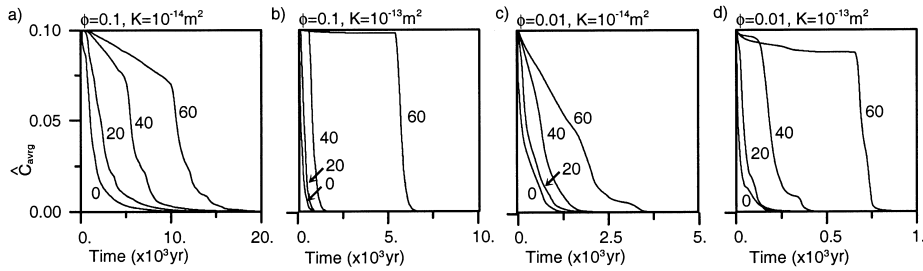 a) ϕ=0.1, K=10⁻¹⁴m²
b) ϕ=0.1, K=10⁻¹³m²
c) ϕ=0.01, K=10⁻¹⁴m²
d) ϕ=0.01, K=10⁻¹³m²
0.10
0.05
0.00
Ĉavrg
0
20
40
60
0. 10. 20.
Time (x10³yr)
40
20
0
60
0. 5. 10.
Time (x10³yr)
0
20
40
60
0. 2.5 5.
Time (x10³yr)
0
20
40
60
0. 0.5 1.
Time (x10³yr)